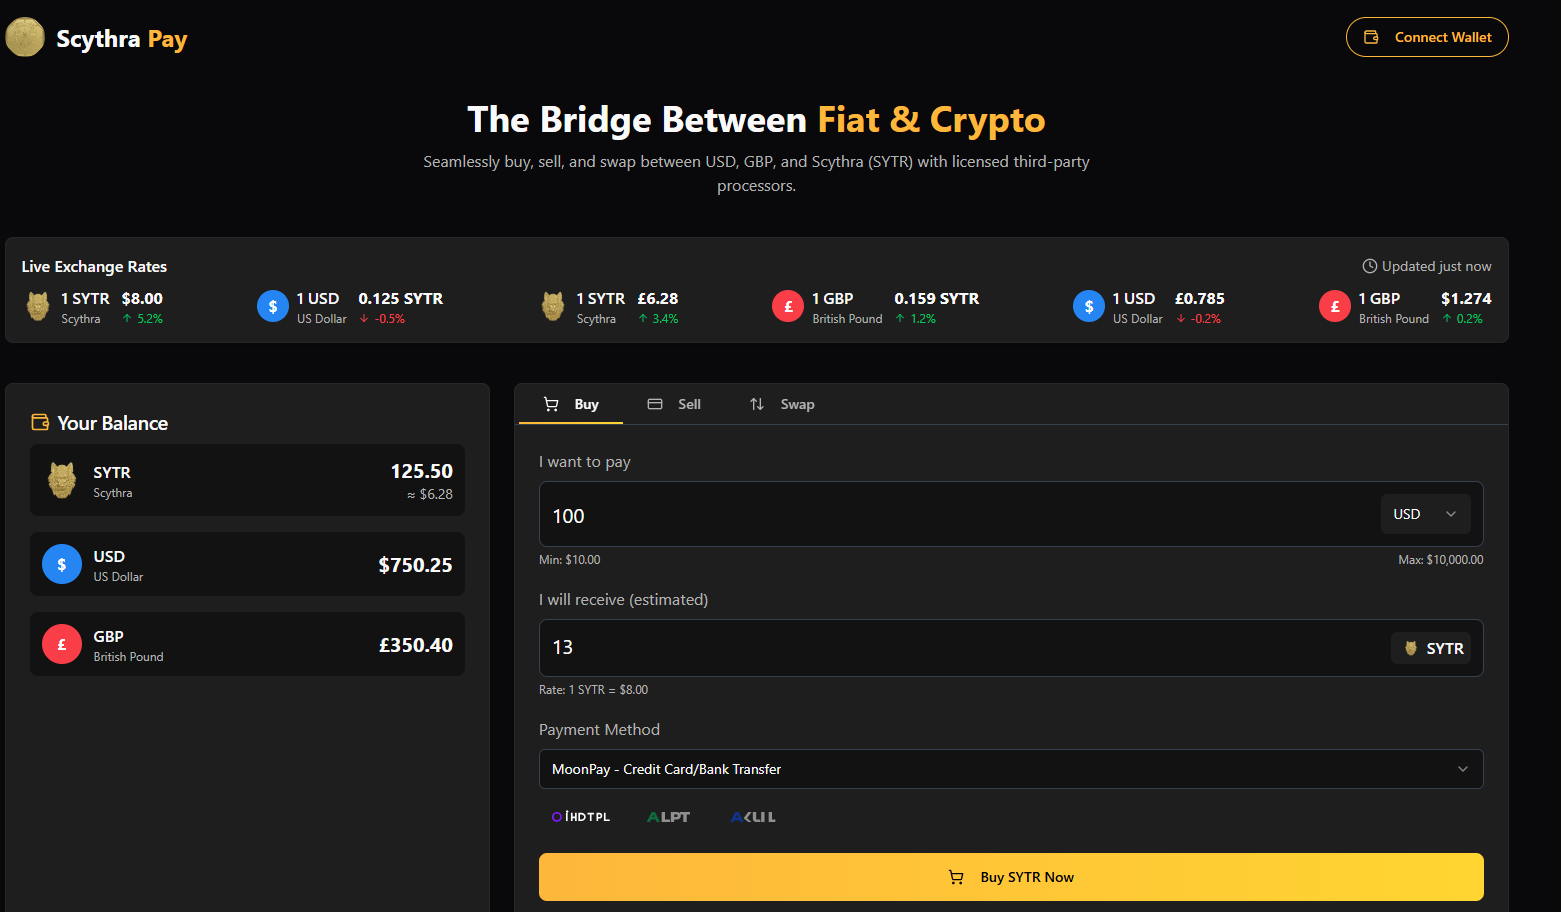 Scythra Pay
Connect Wallet
The Bridge Between Fiat & Crypto
Seamlessly buy, sell, and swap between USD, GBP, and Scythra (SYTR) with licensed third-party
processors.
Live Exchange Rates
Updated just now
1 SYTR $8.00
Scythra ↑ 5.2%
$ 1 USD 0.125 SYTR
US Dollar ↓ -0.5%
1 SYTR £6.28
Scythra ↑ 3.4%
£ 1 GBP 0.159 SYTR
British Pound ↑ 1.2%
$ 1 USD £0.785
US Dollar ↓ -0.2%
£ 1 GBP $1.274
British Pound ↑ 0.2%
Your Balance
SYTR 125.50
Scythra ≈ $6.28
$ USD $750.25
US Dollar
£ GBP £350.40
British Pound
Buy Sell Swap
I want to pay
100 USD
Min: $10.00 Max: $10,000.00
I will receive (estimated)
13 SYTR
Rate: 1 SYTR = $8.00
Payment Method
MoonPay - Credit Card/Bank Transfer
ALPT
Buy SYTR Now